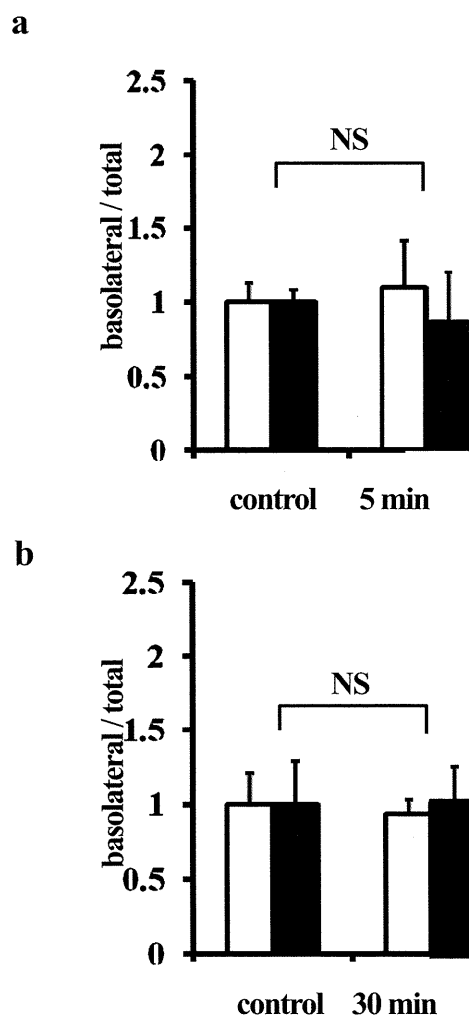 a
2.5
2
1.5
1
0.5
0
basolateral / total
NS
control 5 min
b
2.5
2
1.5
1
0.5
0
basolateral / total
NS
control 30 min